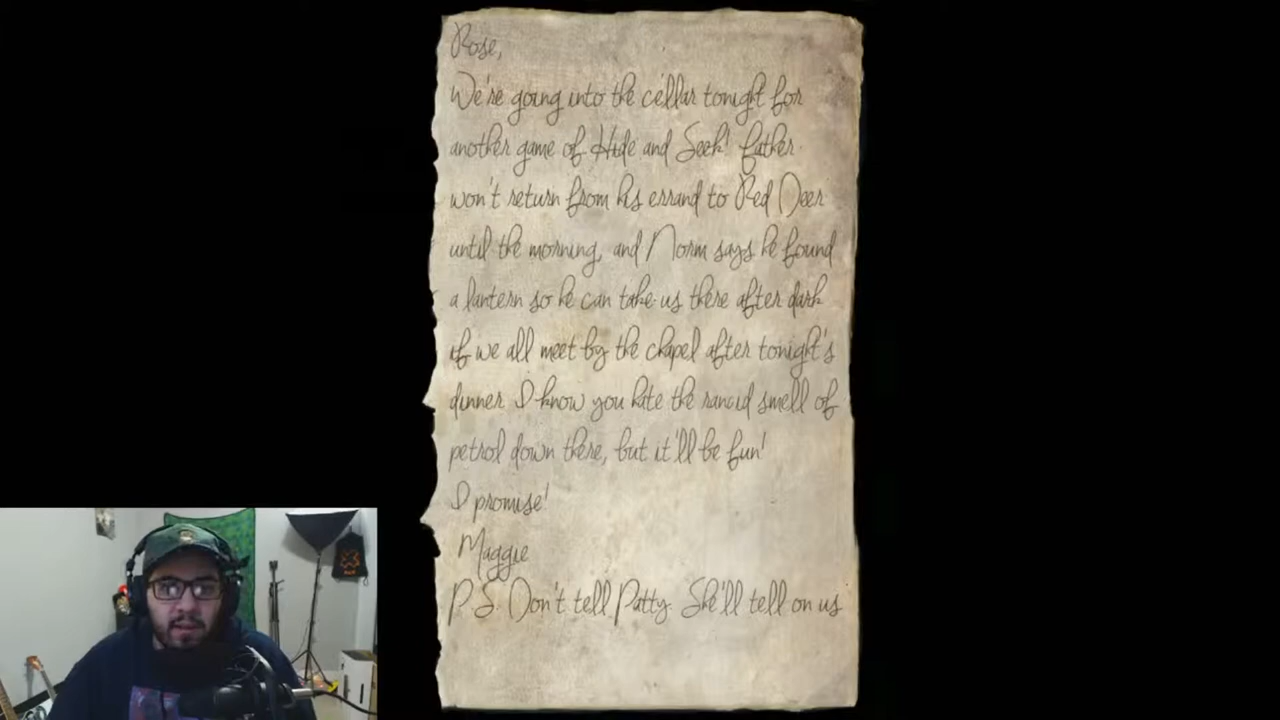 Rose,
We're going into the cellar tonight for
another game of Hide and Seek! Father
won't return from his errand to Red Deer
until the morning, and Norm says he found
a lantern so he can take us there after dark
if we all meet by the chapel after tonight's
dinner. I know you hate the rancid smell of
petrol down there, but it'll be fun!
I promise!
Maggie
P.S. Don't tell Patty. She'll tell on us